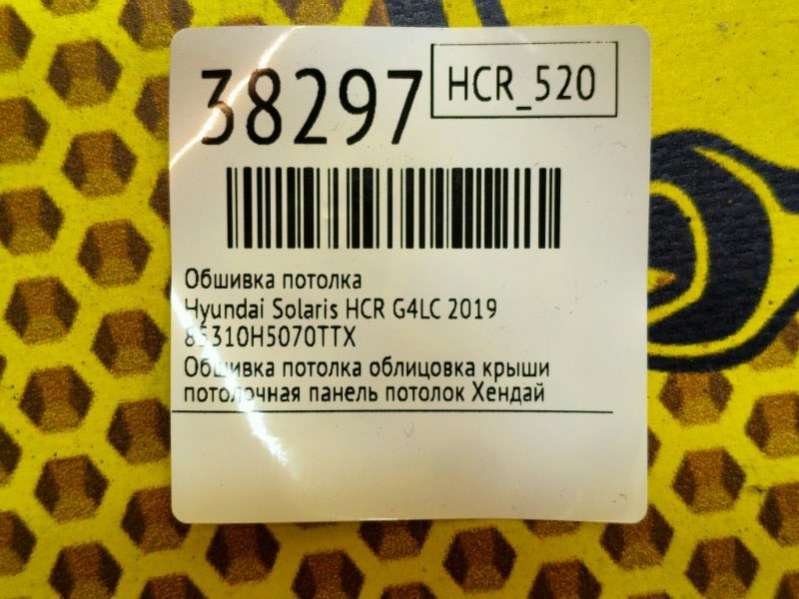 38297
HCR_520
Обшивка потолка
Hyundai Solaris HCR G4LC 2019
85310H5070TTX
Обшивка потолка облицовка крыши
потолочная панель потолок Хендай